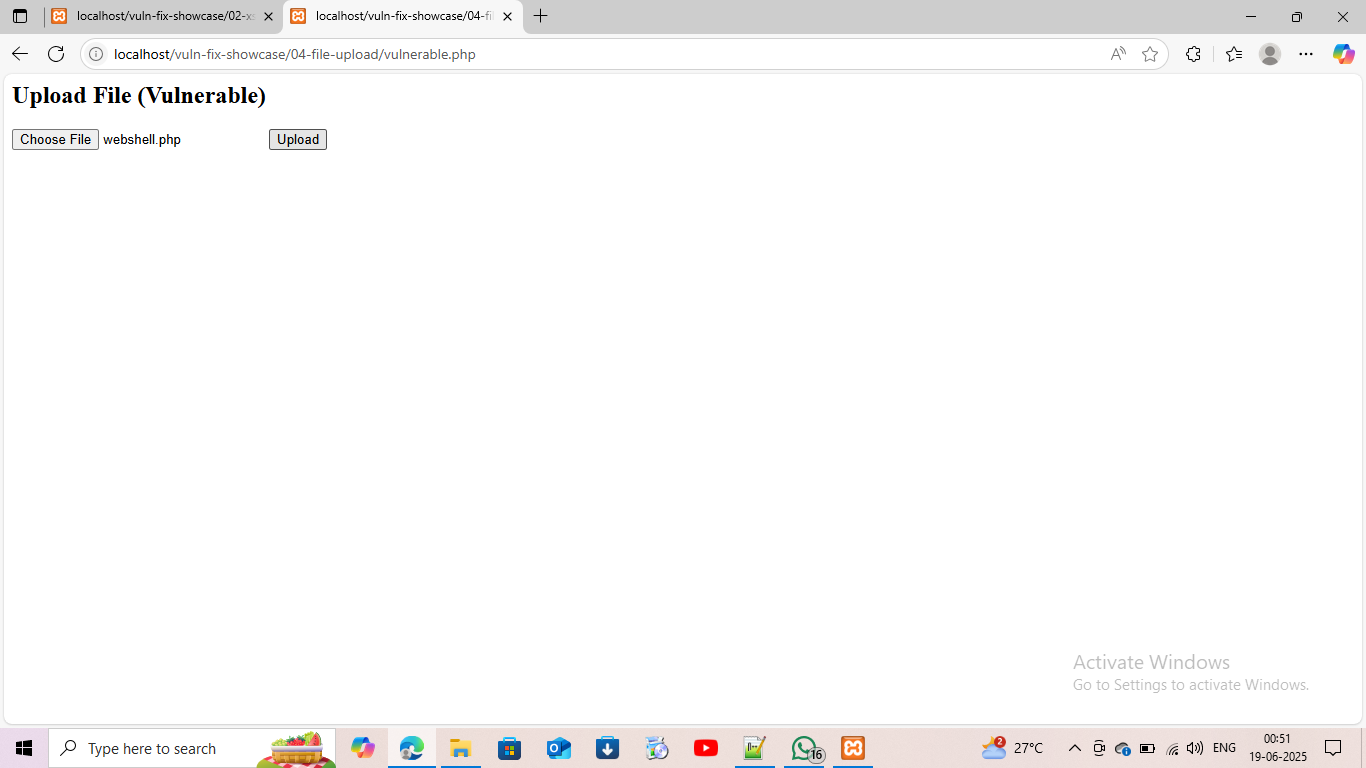 localhost/vuln-fix-showcase/02-xs
localhost/vuln-fix-showcase/04-fil
localhost/vuln-fix-showcase/04-file-upload/vulnerable.php
Upload File (Vulnerable)
Choose File webshell.php Upload
Activate Windows
Go to Settings to activate Windows.
Type here to search
16
2
27°C
ENG
00:51
19-06-2025